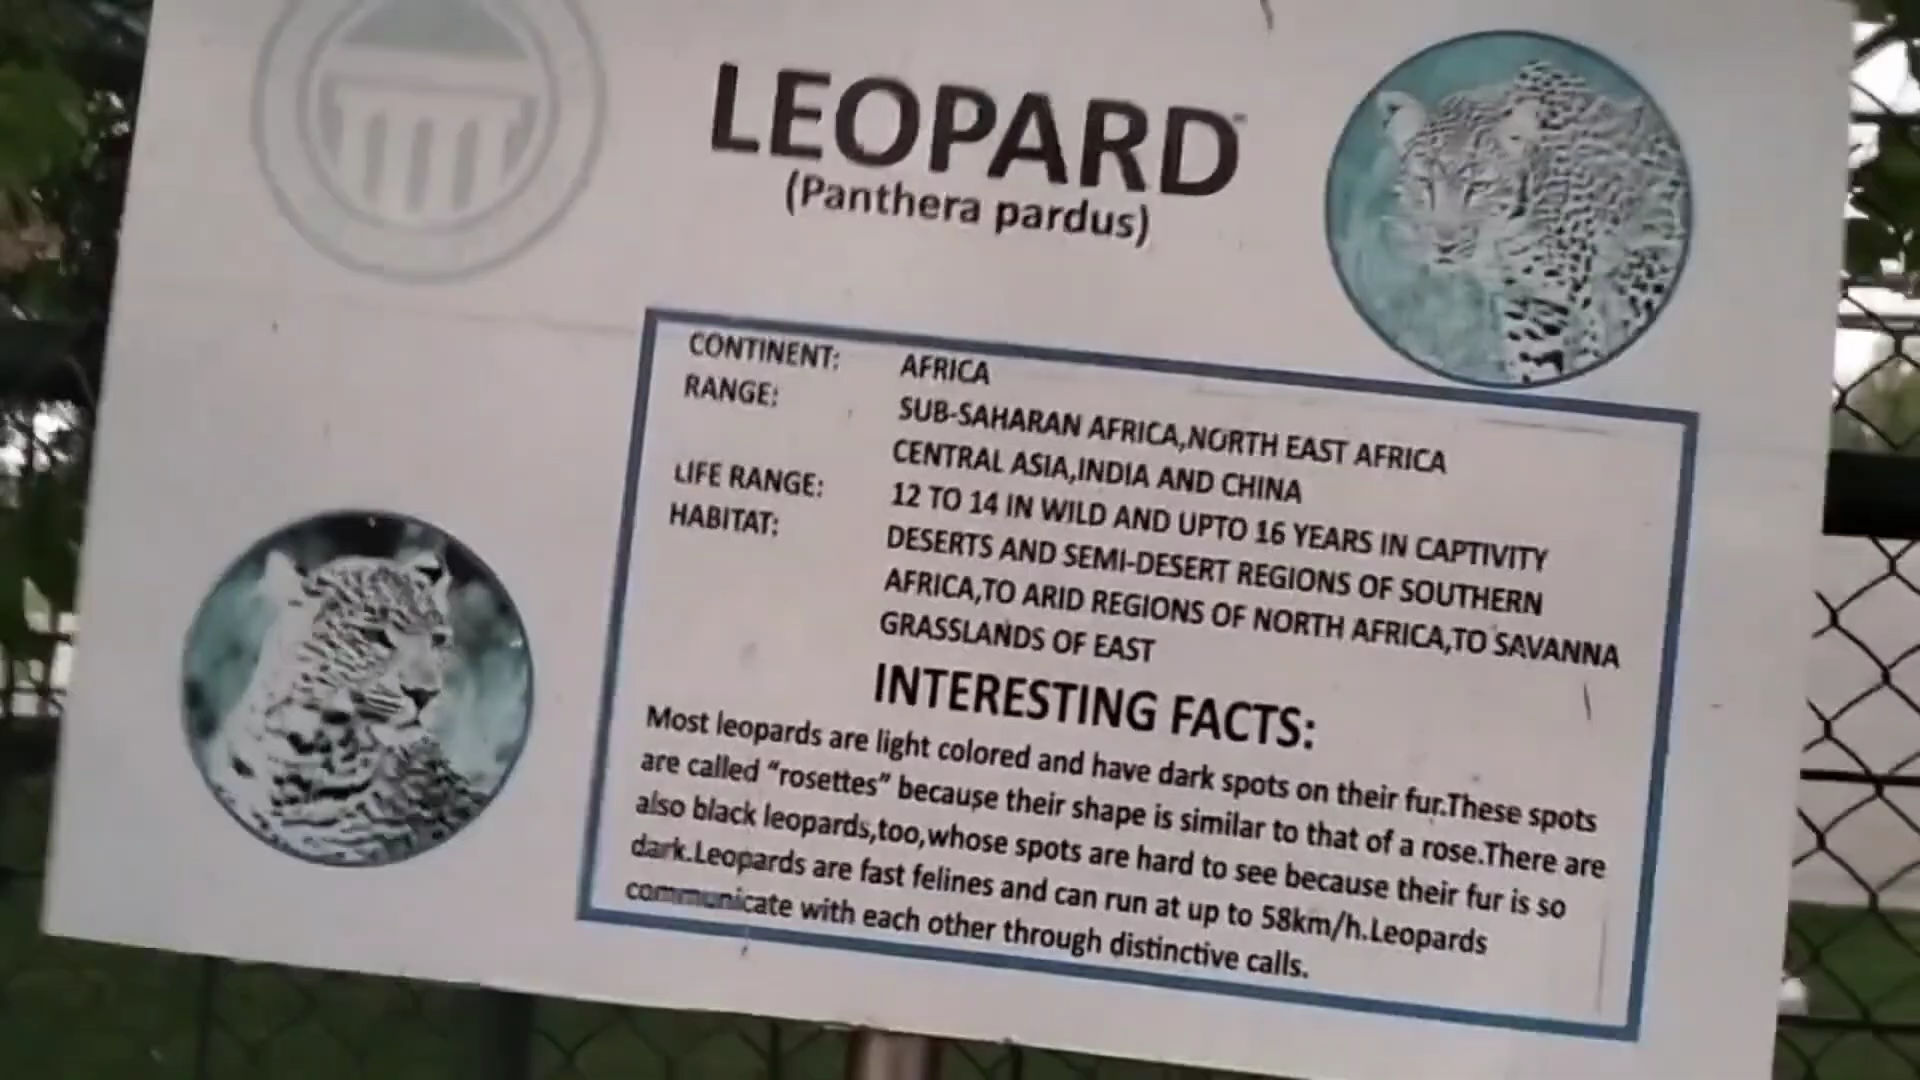 LEOPARD
(Panthera pardus)
CONTINENT: AFRICA
RANGE: SUB-SAHARAN AFRICA,NORTH EAST AFRICA
CENTRAL ASIA,INDIA AND CHINA
LIFE RANGE: 12 TO 14 IN WILD AND UPTO 16 YEARS IN CAPTIVITY
HABITAT: DESERTS AND SEMI-DESERT REGIONS OF SOUTHERN
AFRICA,TO ARID REGIONS OF NORTH AFRICA,TO SAVANNA
GRASSLANDS OF EAST
INTERESTING FACTS:
Most leopards are light colored and have dark spots on their fur.These spots
are called “rosettes” because their shape is similar to that of a rose.There are
also black leopards,too,whose spots are hard to see because their fur is so
dark.Leopards are fast felines and can run at up to 58km/h.Leopards
communicate with each other through distinctive calls.